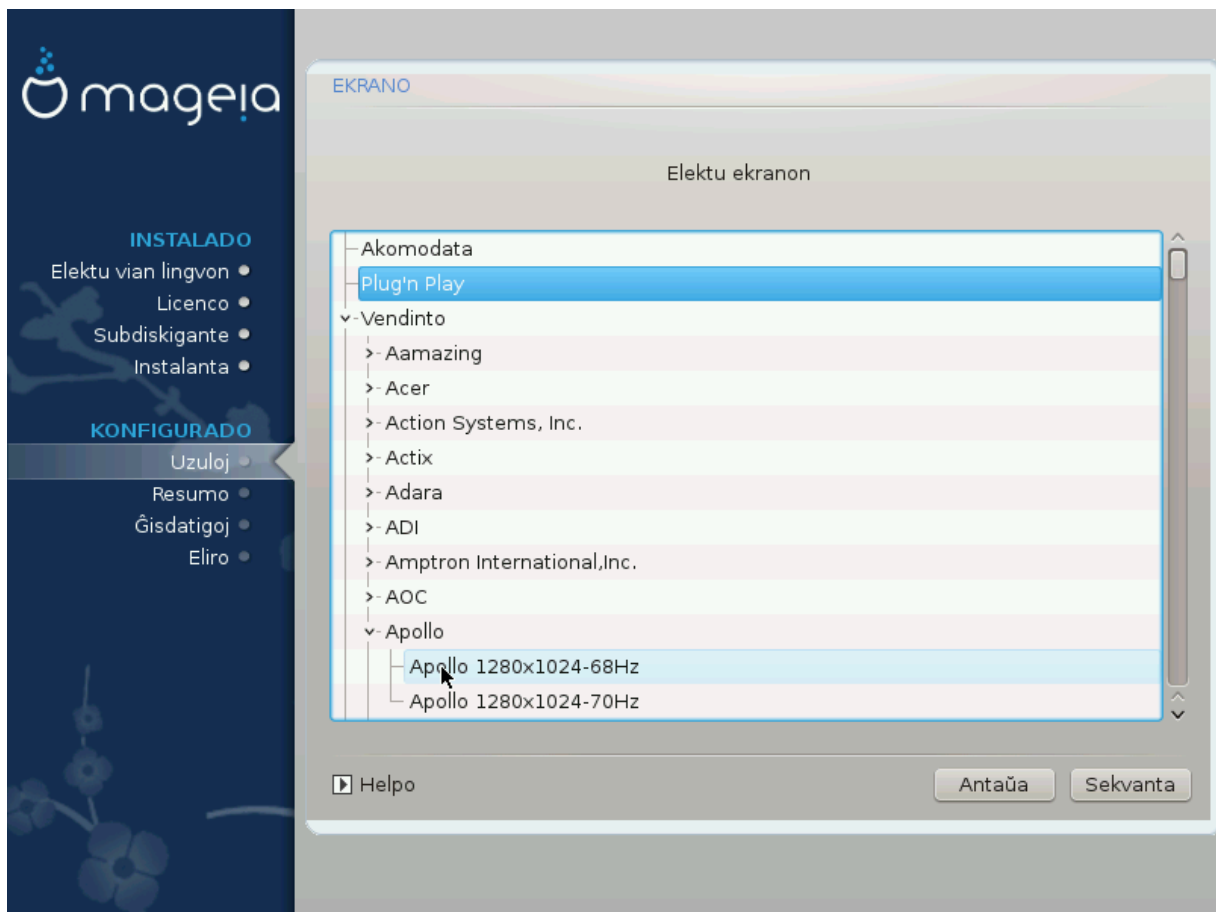 mageia
INSTALADO
Elektu vian lingvon
Licenco
Subdiskigante
Instalanta
KONFIGURADO
Uzuloj
Resumo
Ĝisdatigoj
Eliro
EKRANO
Elektu ekranon
Akomodata
Plug'n Play
Vendinto
Aamazing
Acer
Action Systems, Inc.
Actix
Adara
ADI
Amptron International,Inc.
AOC
Apollo
Apollo 1280x1024-68Hz
Apollo 1280x1024-70Hz
Helpo
Antaŭa
Sekvanta